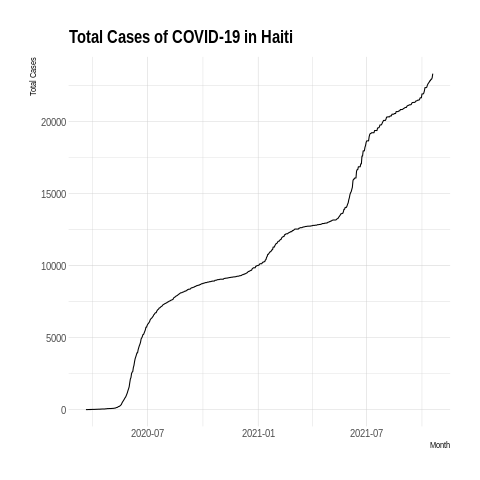 Total Cases of COVID-19 in Haiti
Total Cases
20000
15000
10000
5000
0
2020-07 2021-01 2021-07
Month